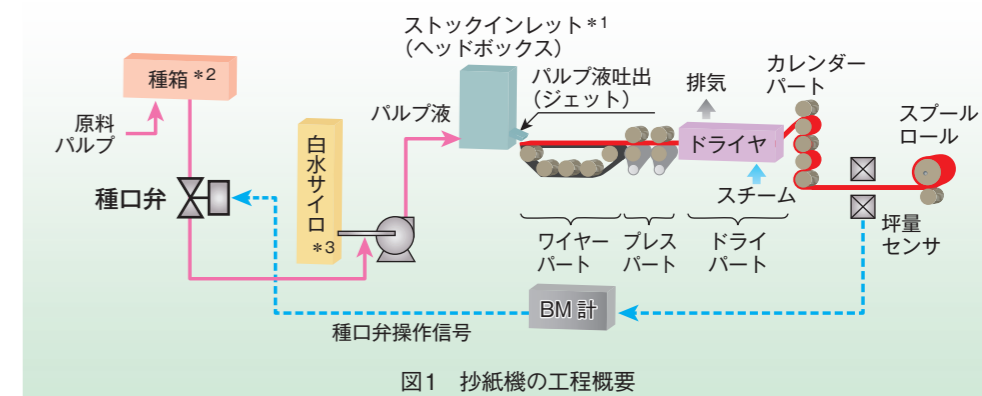 ストックインレット*1
(ヘッドボックス)
種箱*2
パルプ液吐出
(ジェット)
排気
カレンダー
パート
原料
パルプ
パルプ液
スプール
ロール
白水サイロ
*3
ドライヤ
種口弁
スチーム
坪量
センサ
ワイヤー
パート
プレス
パート
ドライ
パート
BM計
種口弁操作信号
図1 抄紙機の工程概要